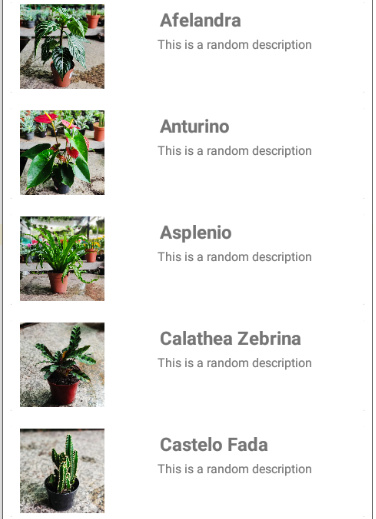 Afelandra
This is a random description
Anturino
This is a random description
Asplenio
This is a random description
Calathea Zebrina
This is a random description
Castelo Fada
This is a random description